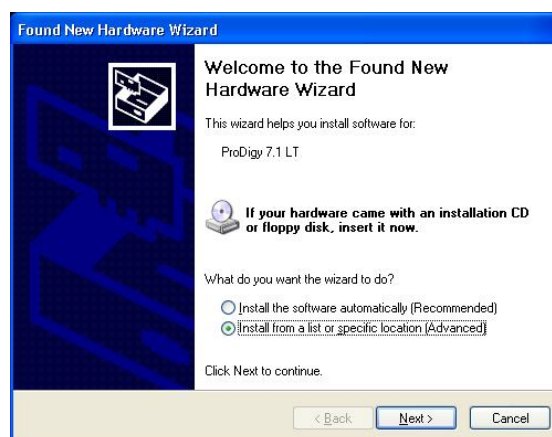 Found New Hardware Wizard
Welcome to the Found New
Hardware Wizard
This wizard helps you install software for:
ProDigy 7.1 LT
If your hardware came with an installation CD
or floppy disk, insert it now.
What do you want the wizard to do?
Install the software automatically (Recommended)
Install from a list or specific location (Advanced)
Click Next to continue.
< Back Next > Cancel